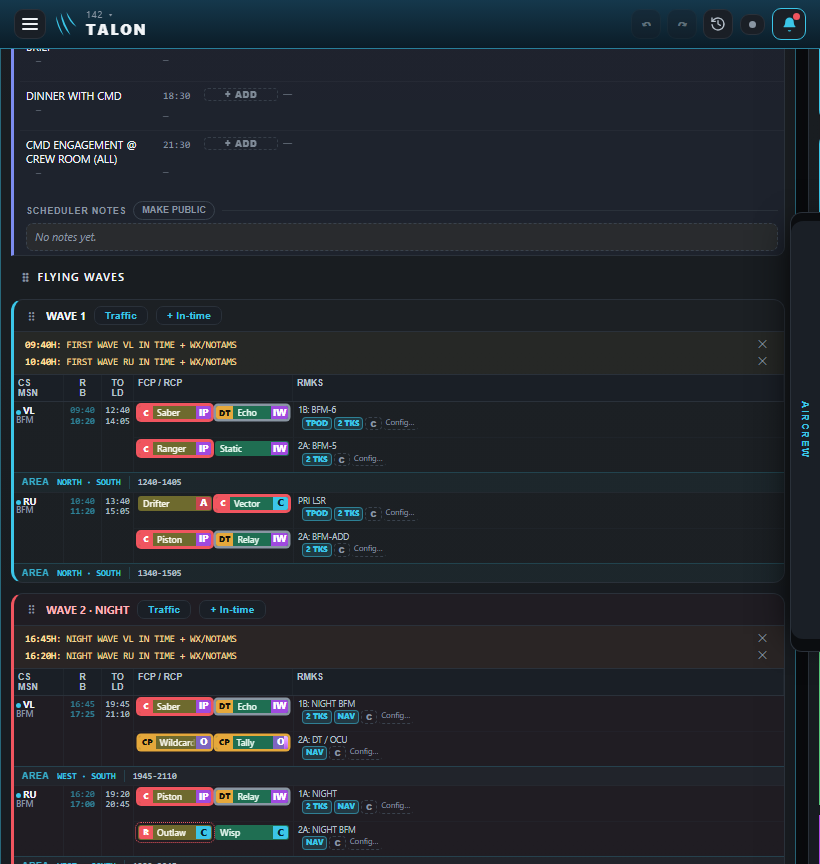 142
TALON
BRIEF
—
—
DINNER WITH CMD 18:30 + ADD —
—
—
CMD ENGAGEMENT @ 21:30 + ADD —
CREW ROOM (ALL)
—
—
SCHEDULER NOTES MAKE PUBLIC
No notes yet.
FLYING WAVES
WAVE 1 Traffic + In-time
09:40H: FIRST WAVE VL IN TIME + WX/NOTAMS
10:40H: FIRST WAVE RU IN TIME + WX/NOTAMS
CS R TO FCP / RCP RMKS
MSN B LD
VL 09:40 12:40 C Saber IP DT Echo IW 1B: BFM-6
BFM 10:20 14:05 TPOD 2 TKS C Config...
C Ranger IP Static IW 2A: BFM-5
2 TKS C Config...
AREA NORTH · SOUTH 1240-1405
RU 10:40 13:40 Drifter A C Vector C PRI LSR
BFM 11:20 15:05 TPOD 2 TKS C Config...
C Piston IP DT Relay IW 2A: BFM-ADD
2 TKS C Config...
AREA NORTH · SOUTH 1340-1505
WAVE 2 · NIGHT Traffic + In-time
16:45H: NIGHT WAVE VL IN TIME + WX/NOTAMS
16:20H: NIGHT WAVE RU IN TIME + WX/NOTAMS
CS R TO FCP / RCP RMKS
MSN B LD
VL 16:45 19:45 C Saber IP DT Echo IW 1B: NIGHT BFM
BFM 17:25 21:10 2 TKS NAV C Config...
CP Wildcard O CP Tally O 2A: DT / OCU
NAV C Config...
AREA WEST · SOUTH 1945-2110
RU 16:20 19:20 C Piston IP DT Relay IW 1A: NIGHT
BFM 17:00 20:45 2 TKS NAV C Config...
R Outlaw C Wisp C 2A: NIGHT BFM
NAV C Config...
AIRCREW